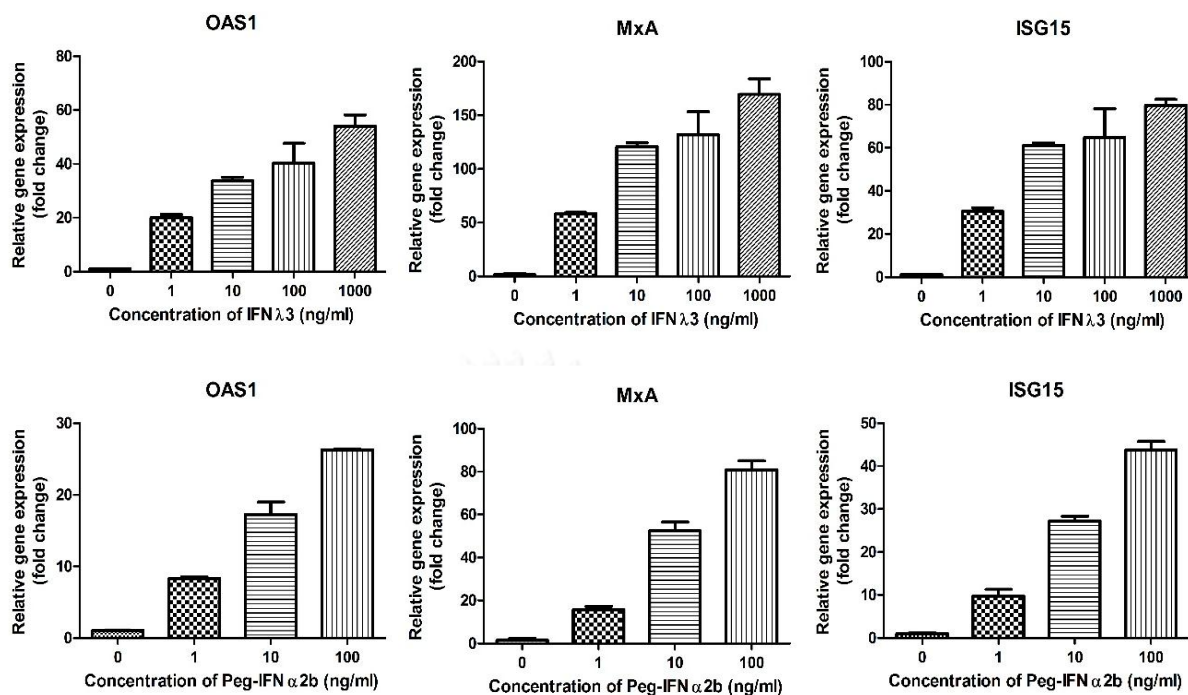 OAS1
Relative gene expression
(fold change)
80
60
40
20
0
0 1 10 100 1000
Concentration of IFNλ3 (ng/ml)
MxA
Relative gene expression
(fold change)
200
150
100
50
0
0 1 10 100 1000
Concentration of IFNλ3 (ng/ml)
ISG15
Relative gene expression
(fold change)
100
80
60
40
20
0
0 1 10 100 1000
Concentration of IFNλ3 (ng/ml)
OAS1
Relative gene expression
(fold change)
30
20
10
0
0 1 10 100
Concentration of Peg-IFN α2b (ng/ml)
MxA
Relative gene expression
(fold change)
100
80
60
40
20
0
0 1 10 100
Concentration of Peg-IFN α2b (ng/ml)
ISG15
Relative gene expression
(fold change)
50
40
30
20
10
0
0 1 10 100
Concentration of Peg-IFN α2b (ng/ml)